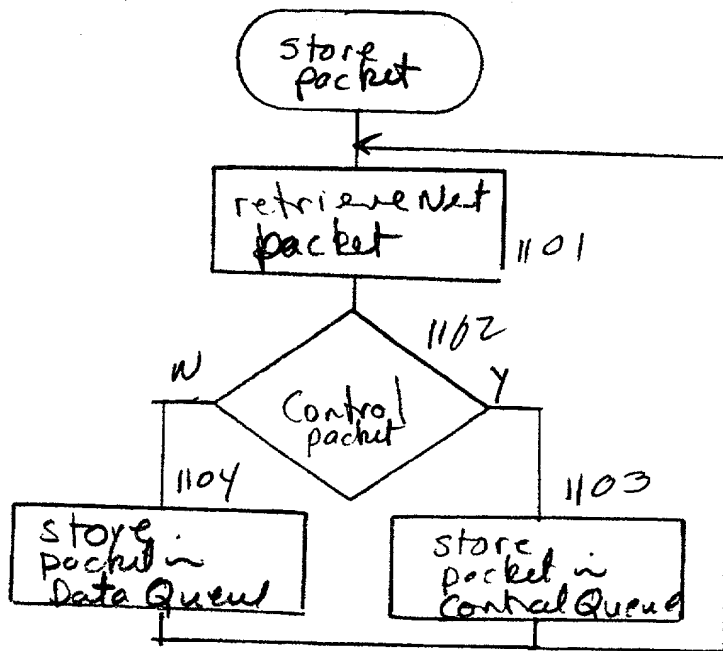 store
packet
retrieve Net
packet
1101
1102
N
Y
Control
packet
1104
1103
store
packet in
Data Queue
store
packet in
Control Queue